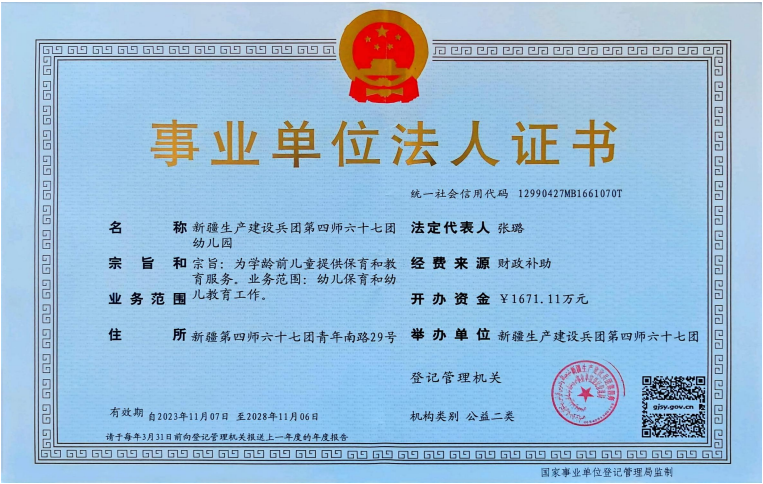 事业单位法人证书
统一社会信用代码 12990427MB1661070T
名称 新疆生产建设兵团第四师六十七团
幼儿园
宗旨和 宗旨：为学龄前儿童提供保育和教
育服务。业务范围：幼儿保育和幼
业务范围 儿教育工作。
住所 新疆第四师六十七团青年南路29号
法定代表人 张璐
经费来源 财政补助
开办资金 ￥1671.11万元
举办单位 新疆生产建设兵团第四师六十七团
登记管理机关
机构类别 公益二类
gjsy.gov.cn
有效期 自2023年11月07日 至2028年11月06日
请于每年3月31日前向登记管理机关报送上一年度的年度报告
国家事业单位登记管理局监制